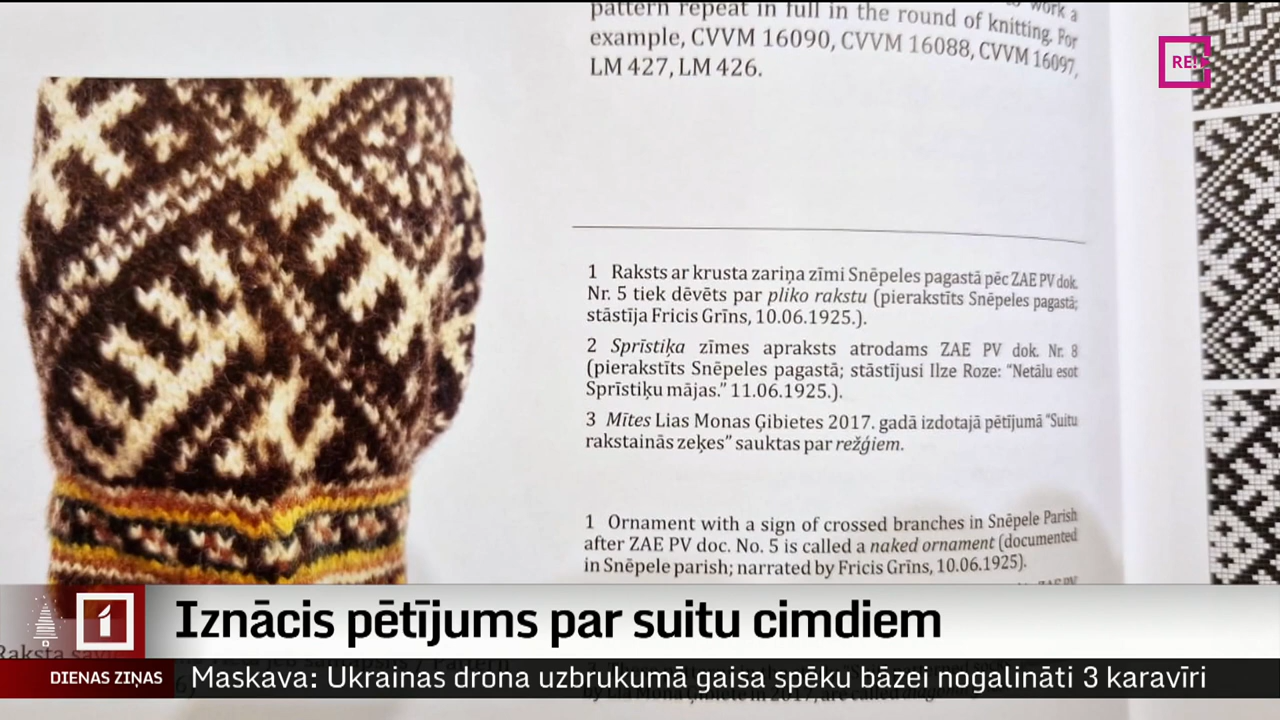 work a
pattern repeat in full in the round of knitting. For
example, CVVM 16090, CVVM 16088, CVVM 16097,
LM 427, LM 426.
RE!
1 Raksts ar krusta zariņa zīmi Snēpeles pagastā pēc ZAE PV dok.
Nr. 5 tiek dēvēts par pliko rakstu (pierakstīts Snēpeles pagastā;
stāstīja Fricis Grīns, 10.06.1925.).
2 Sprīstiķa zīmes apraksts atrodams ZAE PV dok. Nr. 8
(pierakstīts Snēpeles pagastā; stāstījusi Ilze Roze: “Netālu esot
Sprīstiķu mājas.” 11.06.1925.).
3 Mītes Lias Monas Ģibietes 2017. gadā izdotajā pētījumā “Suitu
rakstainās zeķes” sauktas par režģiem.
1 Ornament with a sign of crossed branches in Snēpele Parish
after ZAE PV doc. No. 5 is called a naked ornament (documented
in Snēpele parish; narrated by Fricis Grīns, 10.06.1925).
ZAE PV
1
Iznācis pētījums par suitu cimdiem
Raksta
DIENAS ZIŅAS
Maskava: Ukrainas drona uzbrukumā gaisa spēku bāzei nogalināti 3 karavīri